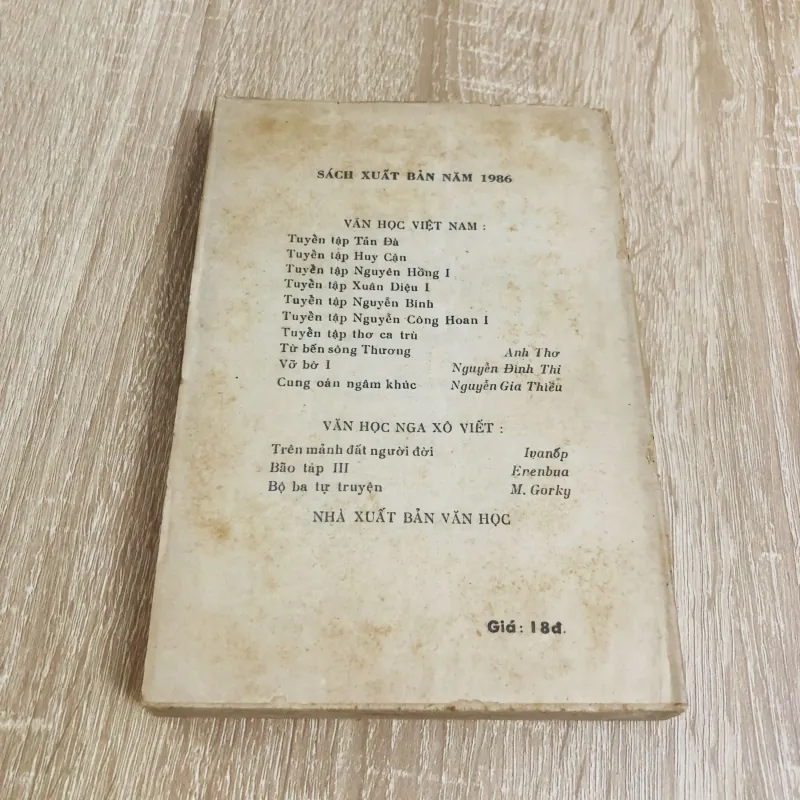 SÁCH XUẤT BẢN NĂM 1986
VĂN HỌC VIỆT NAM :
Tuyển tập Tản Đà
Tuyển tập Huy Cận
Tuyển tập Nguyên Hồng I
Tuyển tập Xuân Diệu I
Tuyển tập Nguyễn Bính
Tuyển tập Nguyễn Công Hoan I
Tuyển tập thơ ca trù
Từ bến sông Thương Anh Thơ
Vỡ bờ I Nguyễn Đình Thi
Cung oán ngâm khúc Nguyễn Gia Thiều
VĂN HỌC NGA XÔ VIẾT :
Trên mảnh đất người đời Ivanốp
Bão táp III Erenbua
Bộ ba tự truyện M. Gorky
NHÀ XUẤT BẢN VĂN HỌC
Giá : 18đ.